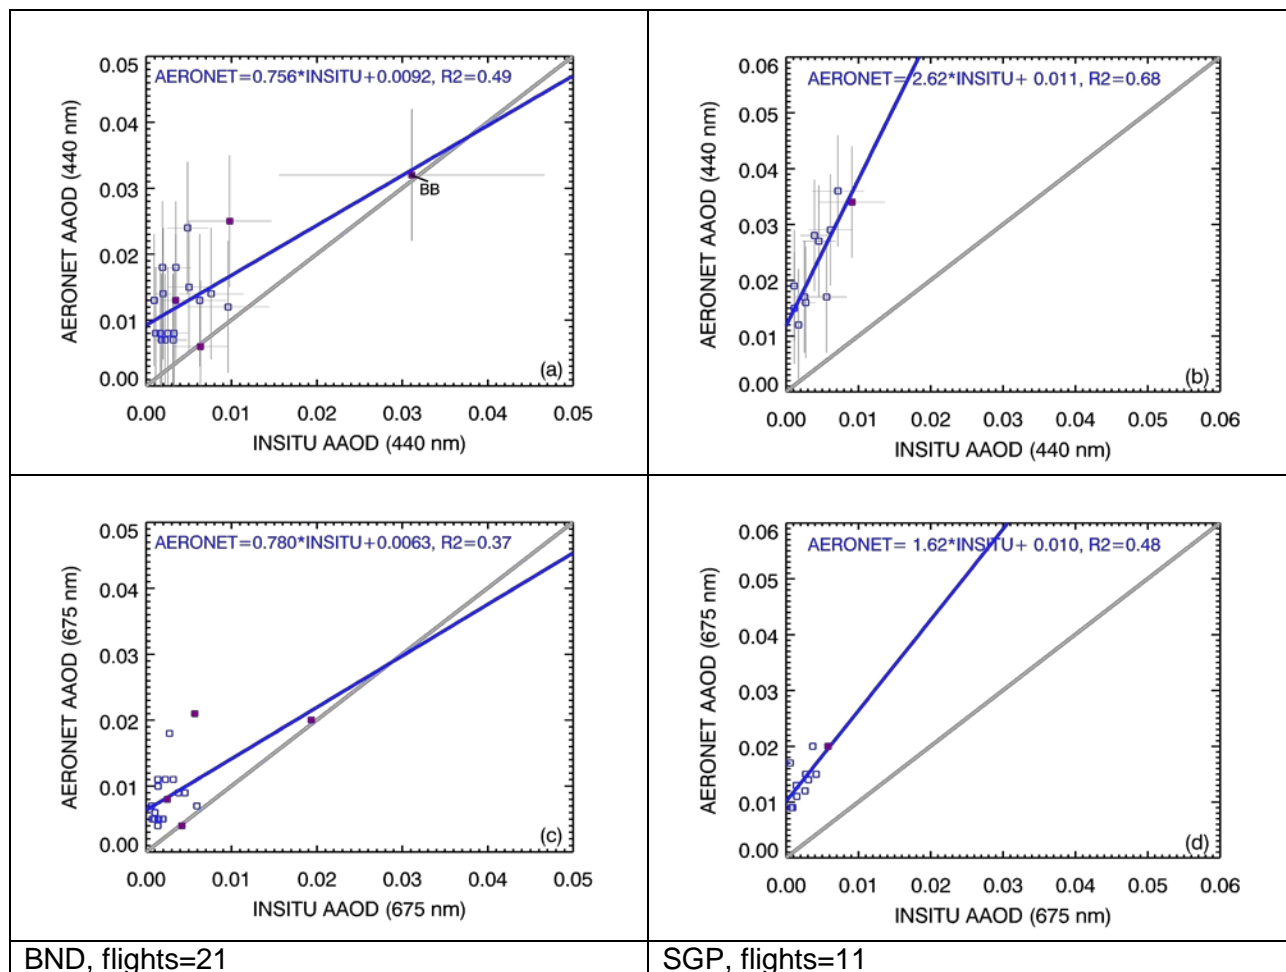 AERONET=0.756*INSITU+0.0092, R2=0.49
0.05
0.04
0.03
0.02
0.01
0.00
AERONET AAOD (440 nm)
BB
(a)
0.00 0.01 0.02 0.03 0.04 0.05
INSITU AAOD (440 nm)
AERONET= 2.62*INSITU+ 0.011, R2=0.68
0.06
0.05
0.04
0.03
0.02
0.01
0.00
AERONET AAOD (440 nm)
(b)
0.00 0.01 0.02 0.03 0.04 0.05 0.06
INSITU AAOD (440 nm)
AERONET=0.780*INSITU+0.0063, R2=0.37
0.05
0.04
0.03
0.02
0.01
0.00
AERONET AAOD (675 nm)
(c)
0.00 0.01 0.02 0.03 0.04 0.05
INSITU AAOD (675 nm)
AERONET= 1.62*INSITU+ 0.010, R2=0.48
0.06
0.05
0.04
0.03
0.02
0.01
0.00
AERONET AAOD (675 nm)
(d)
0.00 0.01 0.02 0.03 0.04 0.05 0.06
INSITU AAOD (675 nm)
BND, flights=21
SGP, flights=11